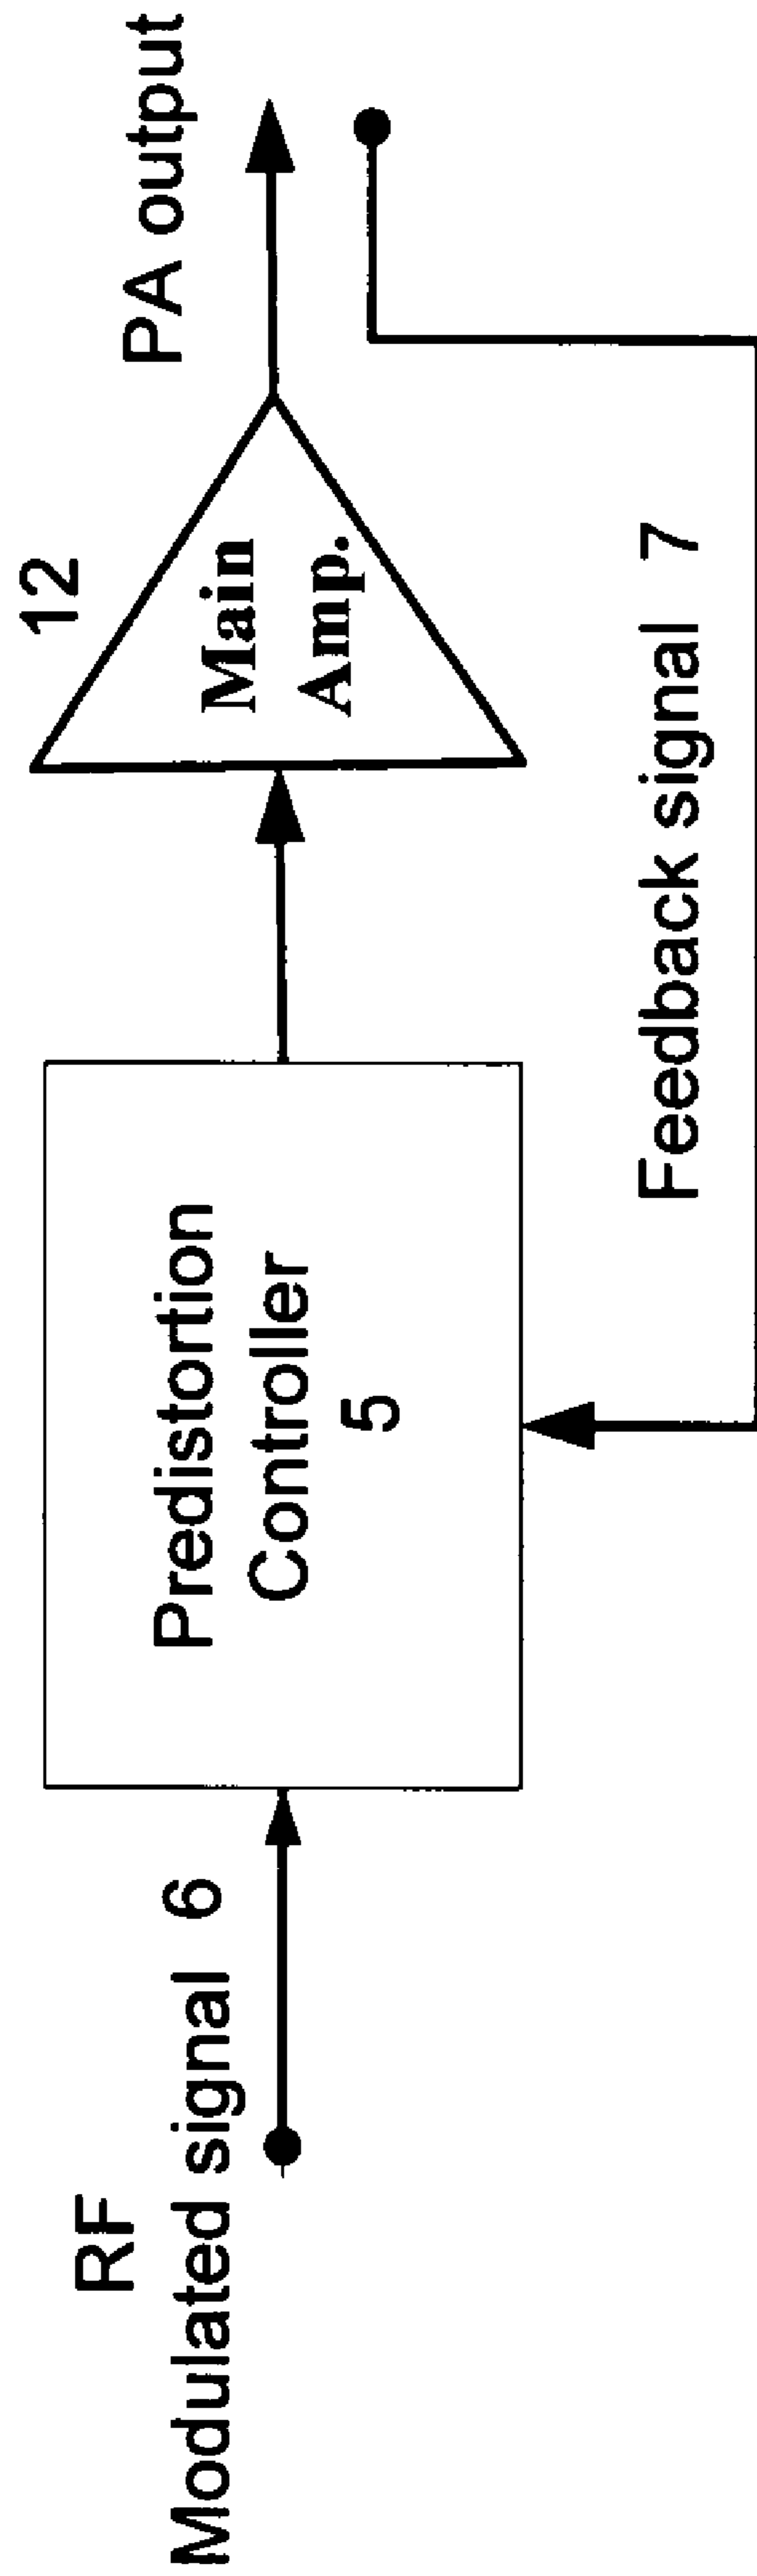 RF
Modulated signal 6
Predistortion
Controller
5
12
Main
Amp.
PA output
Feedback signal 7